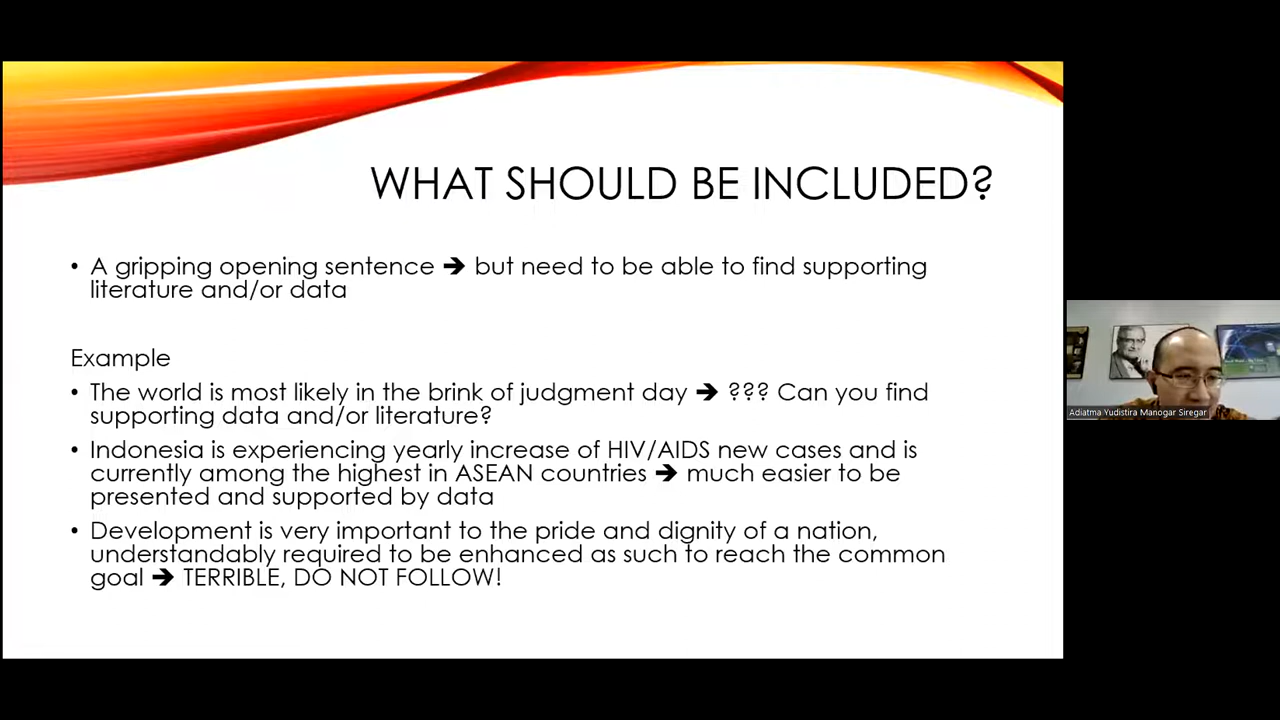 WHAT SHOULD BE INCLUDED?
• A gripping opening sentence 🡺 but need to be able to find supporting
literature and/or data
Example
• The world is most likely in the brink of judgment day 🡺 ??? Can you find
supporting data and/or literature?
• Indonesia is experiencing yearly increase of HIV/AIDS new cases and is
currently among the highest in ASEAN countries 🡺 much easier to be
presented and supported by data
• Development is very important to the pride and dignity of a nation,
understandably required to be enhanced as such to reach the common
goal 🡺 TERRIBLE, DO NOT FOLLOW!
Adiatma Yudistira Manogar Siregar